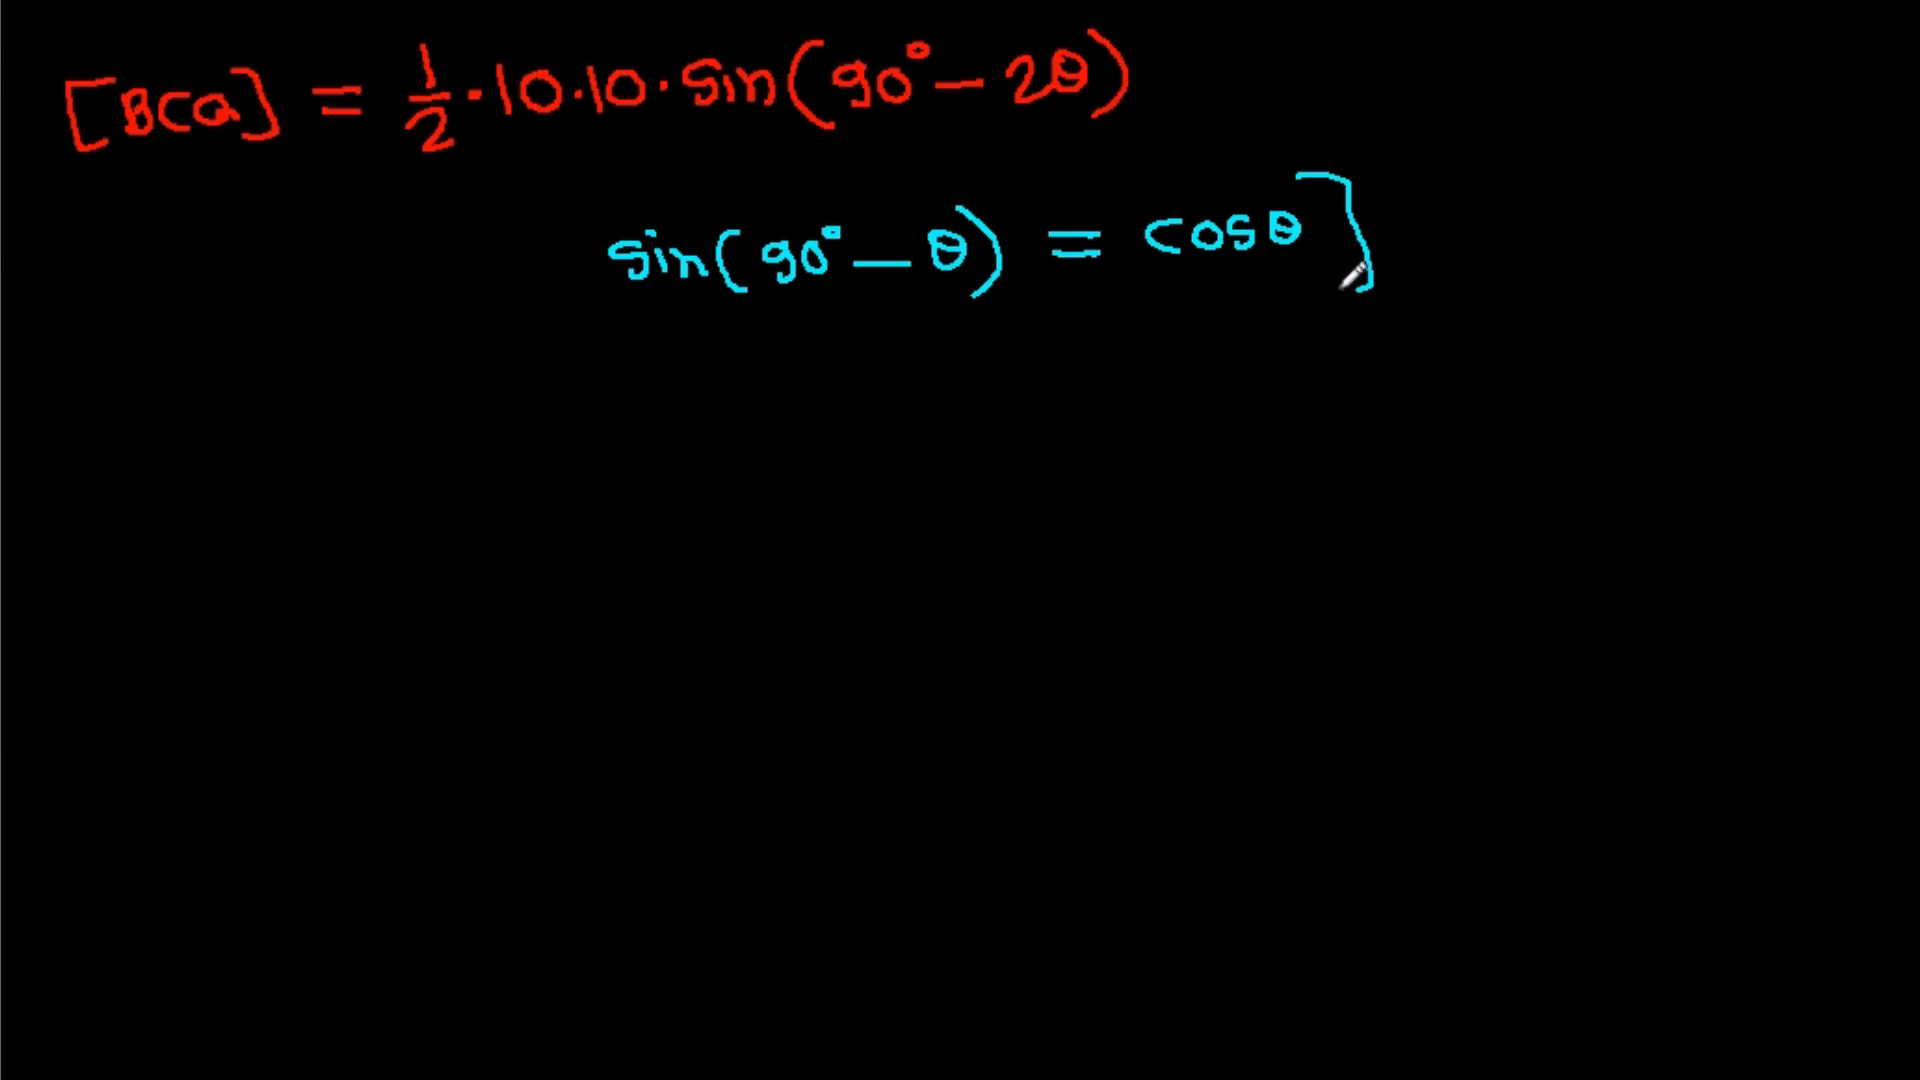 [BCQ] = 1/2 · 10 · 10 · sin(90° − 2θ)
sin(90° − θ) = cosθ]